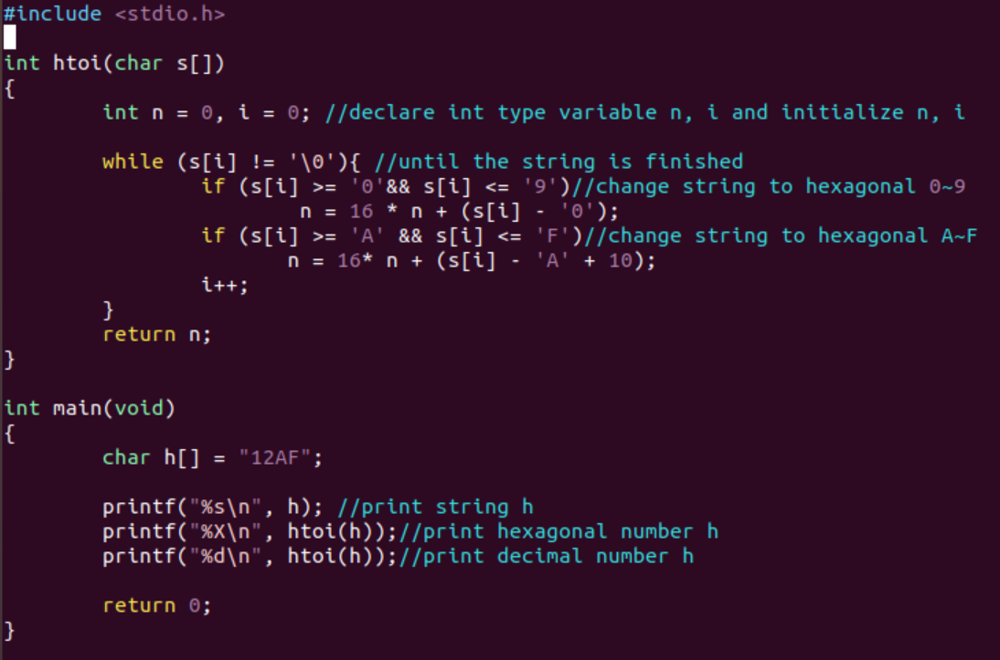 #include <stdio.h>
int htoi(char s[])
{
int n = 0, i = 0; //declare int type variable n, i and initialize n, i
while (s[i] != '\0'){ //until the string is finished
if (s[i] >= '0'&& s[i] <= '9')//change string to hexagonal 0~9
n = 16 * n + (s[i] - '0');
if (s[i] >= 'A' && s[i] <= 'F')//change string to hexagonal A~F
n = 16* n + (s[i] - 'A' + 10);
i++;
}
return n;
}
int main(void)
{
char h[] = "12AF";
printf("%s\n", h); //print string h
printf("%X\n", htoi(h));//print hexagonal number h
printf("%d\n", htoi(h));//print decimal number h
return 0;
}